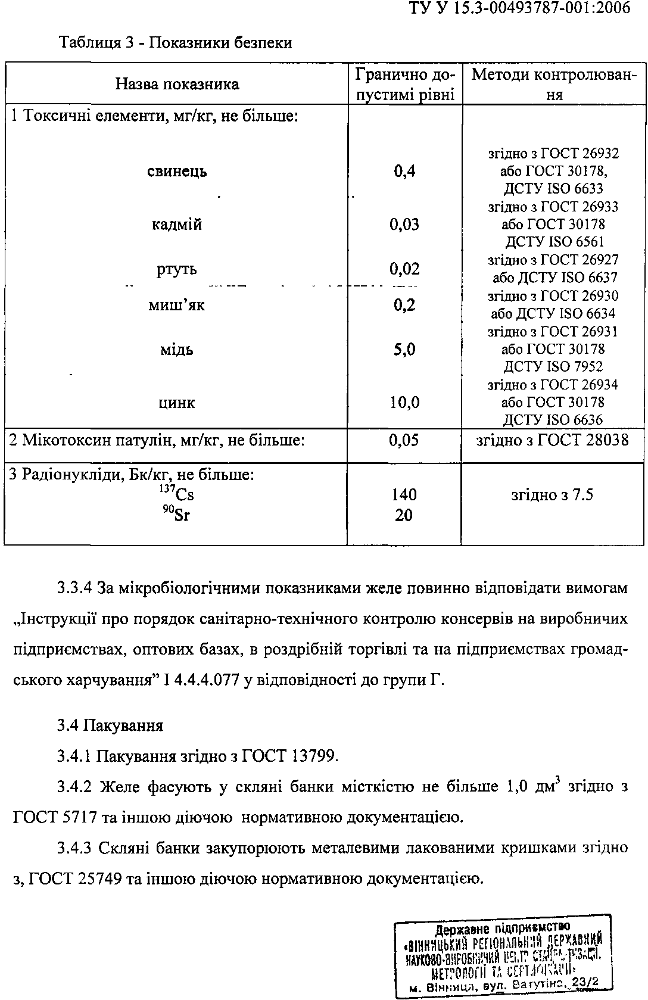 ТУ У 15.3-00493787-001:2006
Таблиця 3 - Показники безпеки
Назва показника
Гранично до-
пустимі рівні
Методи контролюван-
ня
1 Токсичні елементи, мг/кг, не більше:
свинець
0,4
згідно з ГОСТ 26932
або ГОСТ 30178,
ДСТУ ISO 6633
кадмій
0,03
згідно з ГОСТ 26933
або ГОСТ 30178
ДСТУ ISO 6561
ртуть
0,02
згідно з ГОСТ 26927
або ДСТУ ISO 6637
миш’як
0,2
згідно з ГОСТ 26930
або ДСТУ ISO 6634
мідь
5,0
згідно з ГОСТ 26931
або ГОСТ 30178
ДСТУ ISO 7952
цинк
10,0
згідно з ГОСТ 26934
або ГОСТ 30178
ДСТУ ISO 6636
2 Мікотоксин патулін, мг/кг, не більше:
0,05
згідно з ГОСТ 28038
3 Радіонукліди, Бк/кг, не більше:
¹³⁷Cs
140
згідно з 7.5
⁹⁰Sr
20
3.3.4 За мікробіологічними показниками желе повинно відповідати вимогам
„Інструкції про порядок санітарно-технічного контролю консервів на виробничих
підприємствах, оптових базах, в роздрібній торгівлі та на підприємствах громад-
ського харчування” І 4.4.4.077 у відповідності до групи Г.
3.4 Пакування
3.4.1 Пакування згідно з ГОСТ 13799.
3.4.2 Желе фасують у скляні банки місткістю не більше 1,0 дм³ згідно з
ГОСТ 5717 та іншою діючою нормативною документацією.
3.4.3 Скляні банки закупорюють металевими лакованими кришками згідно
з, ГОСТ 25749 та іншою діючою нормативною документацією.
Державне підприємство
«ВІННИЦЬКИЙ РЕГІОНАЛЬНИЙ ДЕРЖАВНИЙ
НАУКОВО-ВИРОБНИЧИЙ ЦЕНТР СТАНДАРТИЗАЦІЇ,
МЕТРОЛОГІЇ ТА СЕРТИФІКАЦІЇ»
м. Вінниця, вул. Ватутіна, 23/2